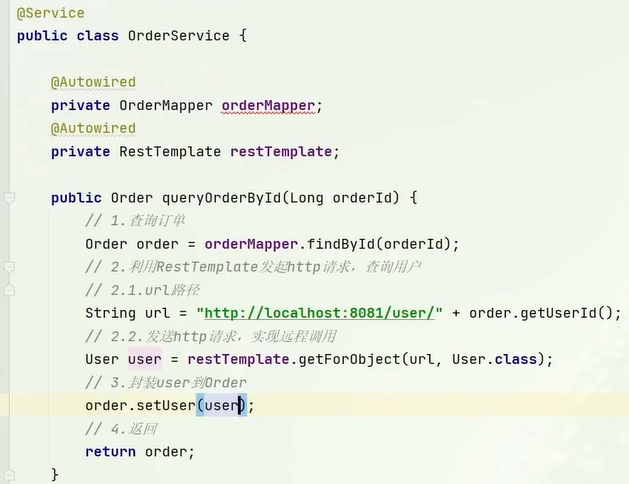 @Service
public class OrderService {
@Autowired
private OrderMapper orderMapper;
@Autowired
private RestTemplate restTemplate;
public Order queryOrderById(Long orderId) {
// 1.查询订单
Order order = orderMapper.findById(orderId);
// 2.利用RestTemplate发起http请求，查询用户
// 2.1.url路径
String url = "http://localhost:8081/user/" + order.getUserId();
// 2.2.发送http请求，实现远程调用
User user = restTemplate.getForObject(url, User.class);
// 3.封装user到Order
order.setUser(user);
// 4.返回
return order;
}